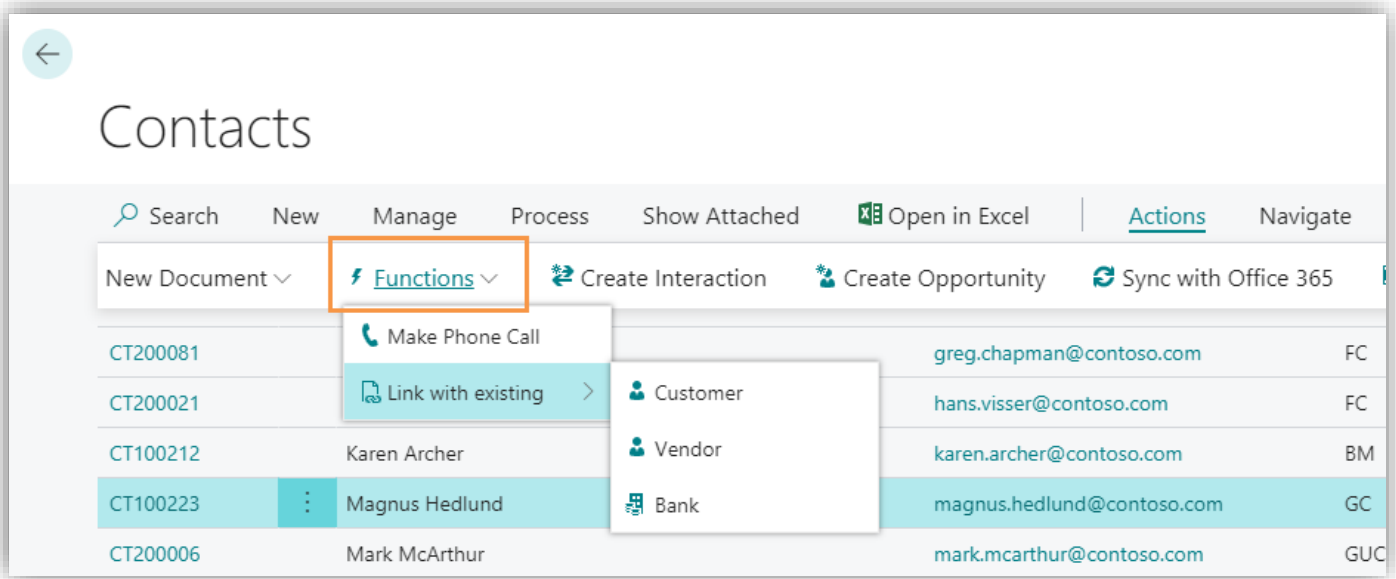 Contacts
Search New Manage Process Show Attached Open in Excel Actions Navigate
New Document Functions Create Interaction Create Opportunity Sync with Office 365
Make Phone Call
CT200081 greg.chapman@contoso.com FC
Link with existing Customer
CT200021 hans.visser@contoso.com FC
CT100212 Karen Archer Vendor karen.archer@contoso.com BM
CT100223 Magnus Hedlund Bank magnus.hedlund@contoso.com GC
CT200006 Mark McArthur mark.mcarthur@contoso.com GUC